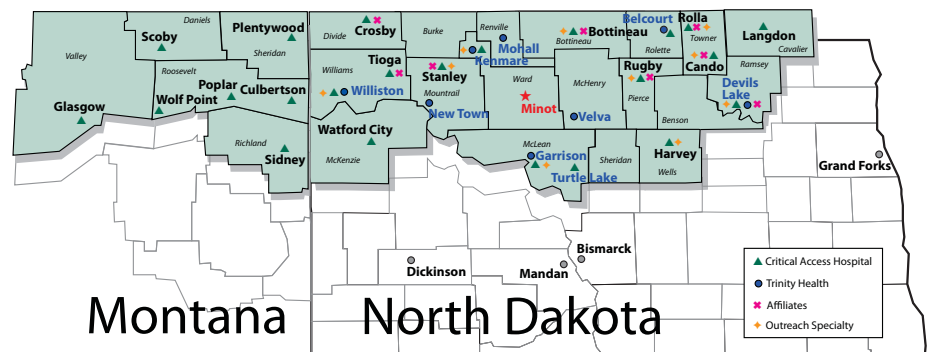 Daniels
Plentywood
Scoby
Sheridan
Valley
Roosevelt
Poplar
Culbertson
Wolf Point
Glasgow
Richland
Sidney
Divide
Crosby
Burke
Renville
Mohall
Kenmare
Bottineau
Bottineau
Belcourt
Rolla
Rolette
Towner
Cando
Langdon
Cavalier
Williams
Tioga
Stanley
Mountrail
Williston
New Town
Ward
Minot
McHenry
Velva
Rugby
Pierce
Ramsey
Devils
Lake
Benson
Watford City
McKenzie
McLean
Garrison
Turtle Lake
Sheridan
Harvey
Wells
Grand Forks
Bismarck
Dickinson
Mandan
Montana
North Dakota
Critical Access Hospital
Trinity Health
Affiliates
Outreach Specialty